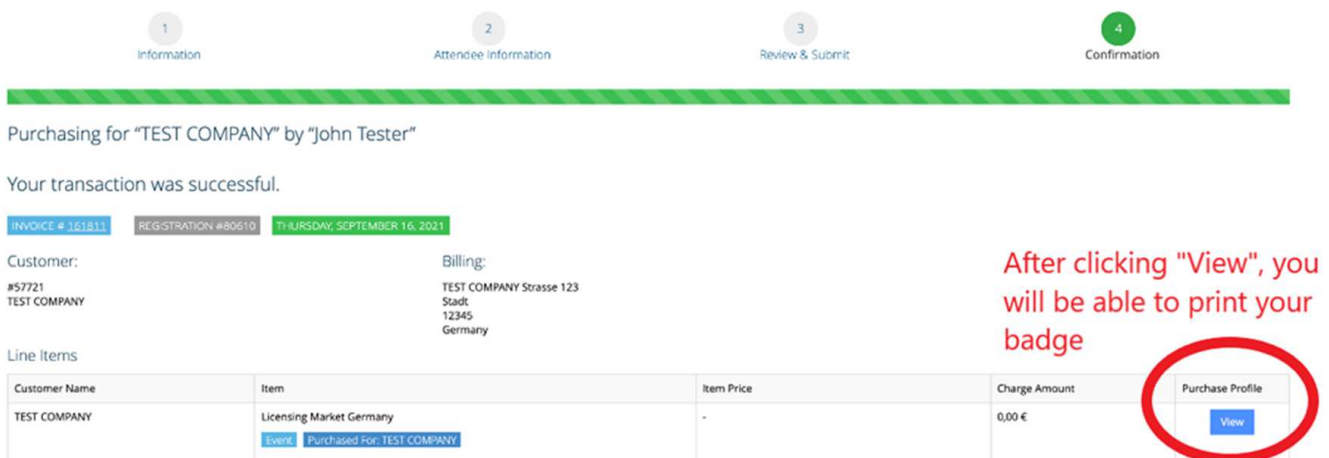 1
2
3
4
Information
Attendee Information
Review & Submit
Confirmation
Purchasing for “TEST COMPANY” by “John Tester”
Your transaction was successful.
INVOICE # 161811
REGISTRATION #80610
THURSDAY, SEPTEMBER 16, 2021
Customer:
#57721
TEST COMPANY
Billing:
TEST COMPANY Strasse 123
Stadt
12345
Germany
After clicking "View", you
will be able to print your
badge
Line Items
Customer Name
Item
Item Price
Charge Amount
Purchase Profile
TEST COMPANY
Licensing Market Germany
-
0,00 €
View
Event
Purchased For: TEST COMPANY